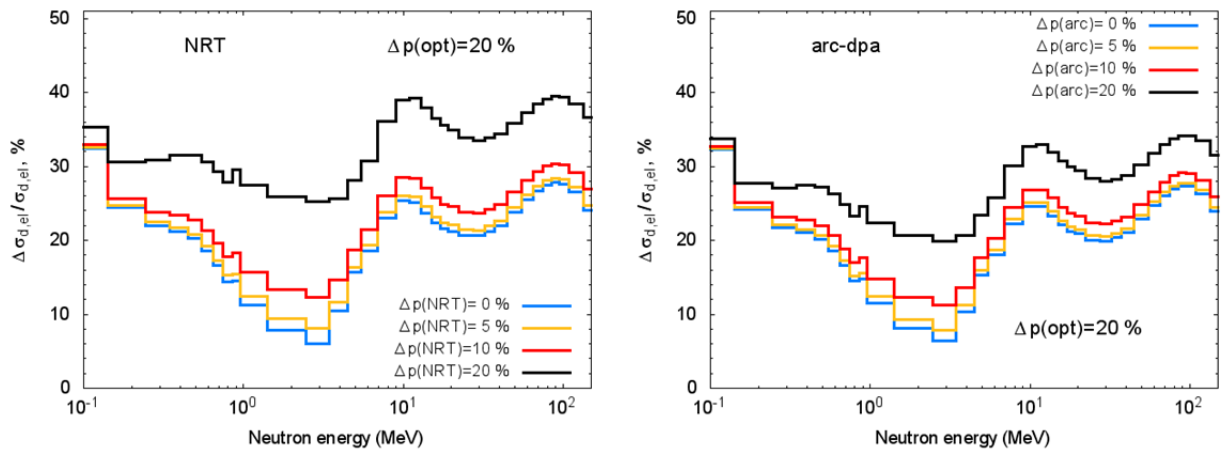 NRT
Δp(opt)=20 %
Δσd,el/σd,el, %
50
40
30
20
10
0
Δp(NRT)= 0 %
Δp(NRT)= 5 %
Δp(NRT)=10 %
Δp(NRT)=20 %
10-1
100
101
102
Neutron energy (MeV)
arc-dpa
Δp(arc)= 0 %
Δp(arc)= 5 %
Δp(arc)=10 %
Δp(arc)=20 %
Δσd,el/σd,el, %
50
40
30
20
10
0
Δp(opt)=20 %
10-1
100
101
102
Neutron energy (MeV)